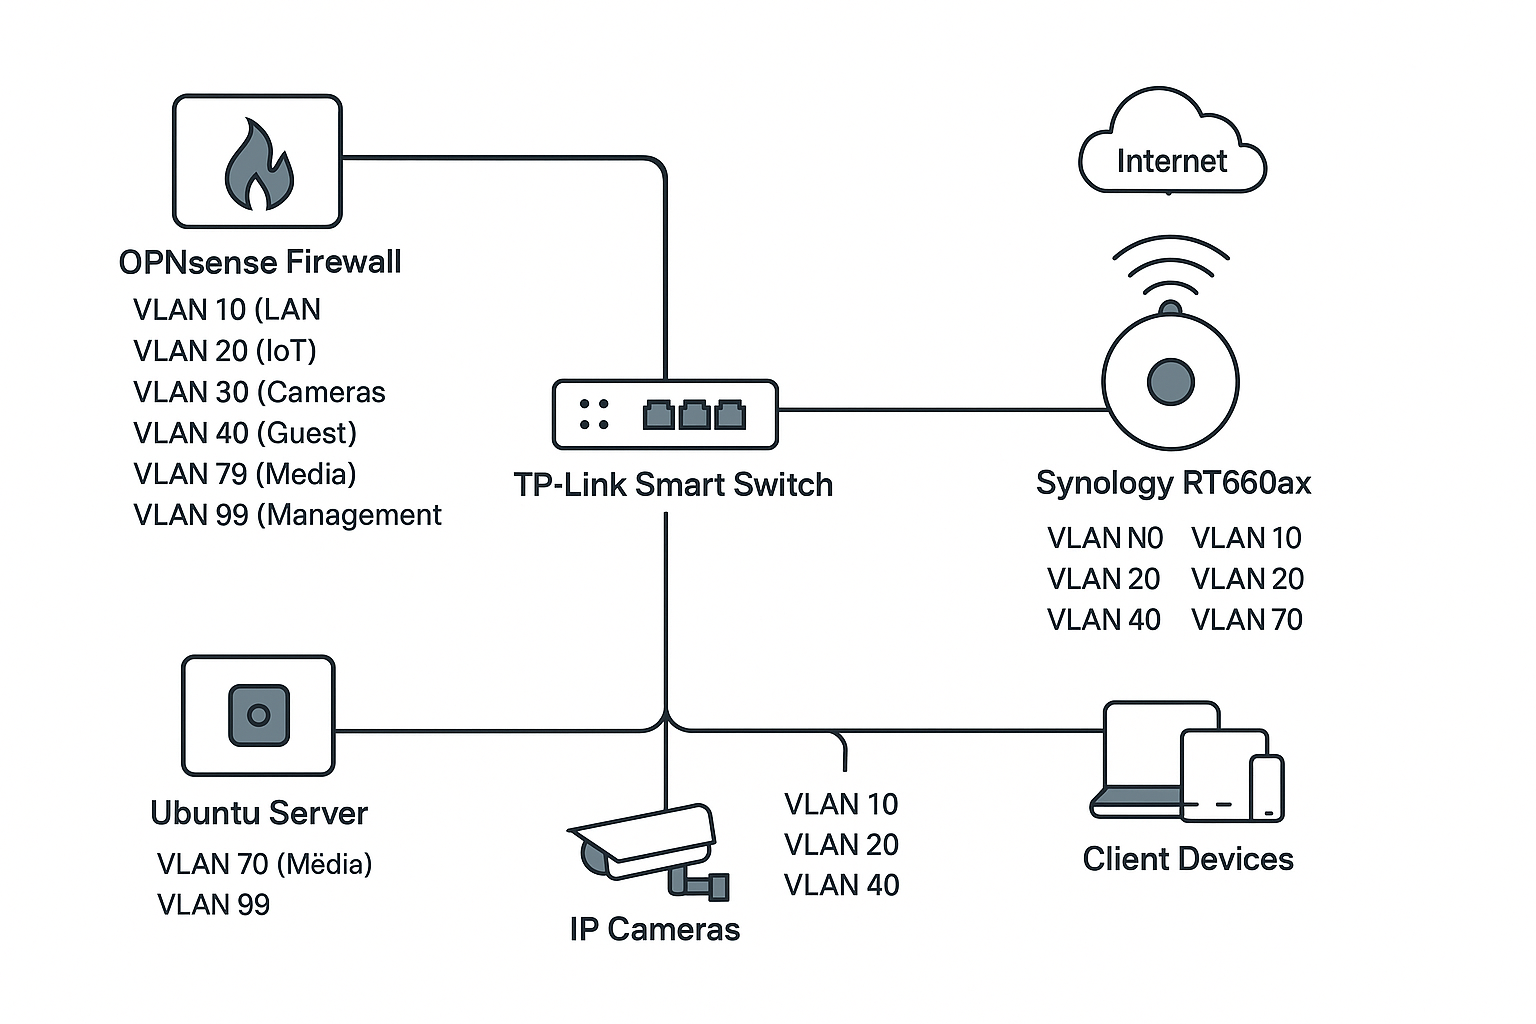 Internet
OPNsense Firewall
VLAN 10 (LAN
VLAN 20 (IoT)
VLAN 30 (Cameras
VLAN 40 (Guest)
VLAN 79 (Media)
VLAN 99 (Management
TP-Link Smart Switch
Synology RT660ax
VLAN N0 VLAN 10
VLAN 20 VLAN 20
VLAN 40 VLAN 70
Ubuntu Server
VLAN 70 (Mëdia)
VLAN 99
IP Cameras
VLAN 10
VLAN 20
VLAN 40
Client Devices